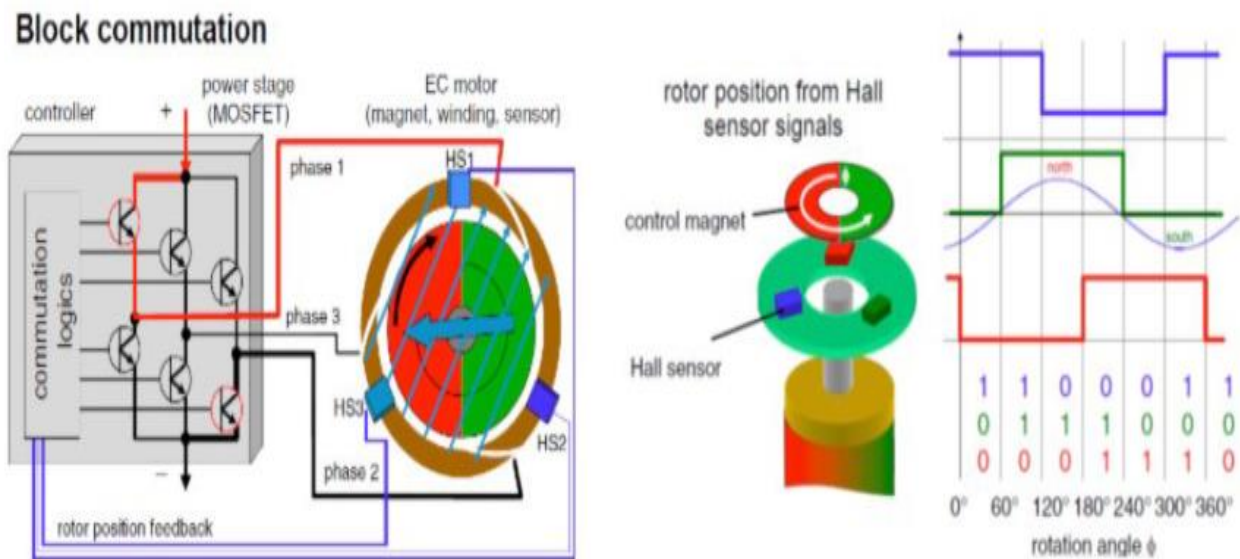 Block commutation
controller
+
power stage
(MOSFET)
EC motor
(magnet, winding, sensor)
phase 1
HS1
commutation
logics
phase 3
HS3
HS2
phase 2
−
rotor position feedback
rotor position from Hall
sensor signals
control magnet
Hall sensor
north
south
1 1 0 0 0 1 1
0 1 1 1 0 0 0
0 0 0 1 1 1 0
0° 60° 120° 180° 240° 300° 360°
rotation angle ϕ